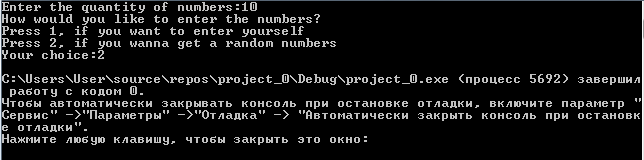 Enter the quantity of numbers:10
How would you like to enter the numbers?
Press 1, if you want to enter yourself
Press 2, if you wanna get a random numbers
Your choice:2
C:\Users\User\source\repos\project_0\Debug\project_0.exe (процесс 5692) завершил
работу с кодом 0.
Чтобы автоматически закрывать консоль при остановке отладки, включите параметр "
Сервис" ->"Параметры" ->"Отладка" -> "Автоматически закрыть консоль при остановк
е отладки".
Нажмите любую клавишу, чтобы закрыть это окно: